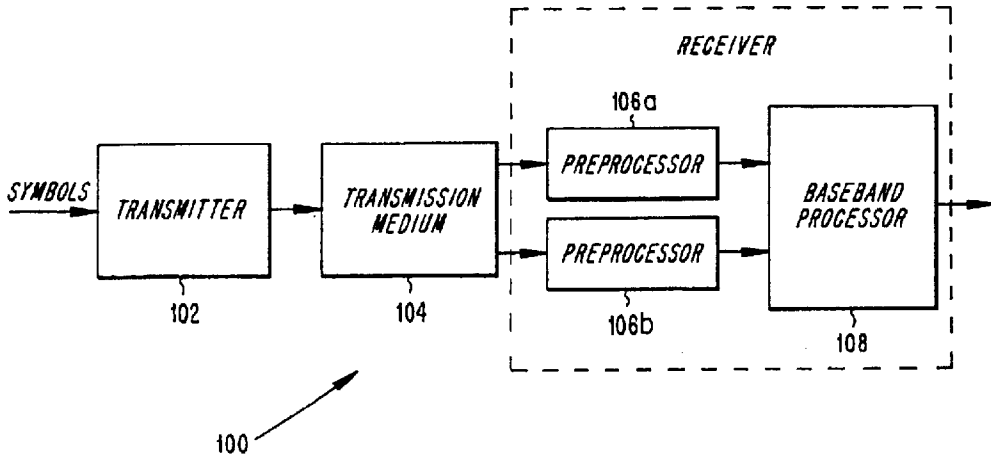 RECEIVER
106a
PREPROCESSOR
SYMBOLS
TRANSMITTER
TRANSMISSION
MEDIUM
BASEBAND
PROCESSOR
PREPROCESSOR
102
104
106b
108
100